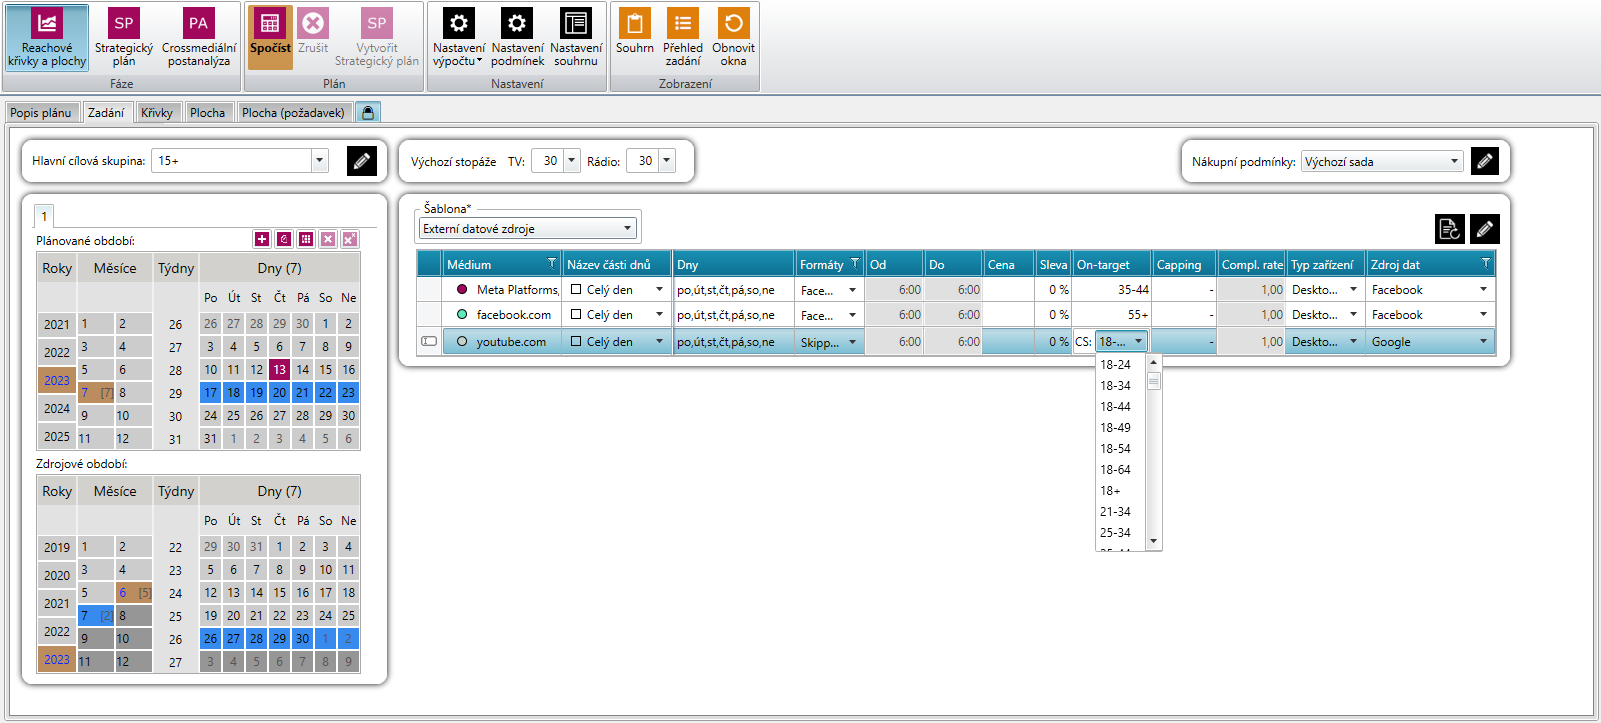 Reachové křivky a plochy
Strategický plán
Crossmediální postanalýza
Spočíst
Zrušit
Vytvořit Strategický plán
Nastavení výpočtu
Nastavení podmínek
Nastavení souhrnu
Souhrn
Přehled zadání
Obnovit okna
SP PA SP
Fáze Plán Nastavení Zobrazení
Popis plánu Zadání Křivky Plocha Plocha (požadavek)
Hlavní cílová skupina: 15+
Výchozí stopáže TV: 30 Rádio: 30
Nákupní podmínky: Výchozí sada
1
Plánované období:
Roky Měsíce Týdny Dny (7)
Po Út St Čt Pá So Ne
2021 1 2 26 26 27 28 29 30 1 2
2022 3 4 27 3 4 5 6 7 8 9
2023 5 6 28 10 11 12 13 14 15 16
7 [7] 8 29 17 18 19 20 21 22 23
2024 9 10 30 24 25 26 27 28 29 30
2025 11 12 31 31 1 2 3 4 5 6
Zdrojové období:
Roky Měsíce Týdny Dny (7)
Po Út St Čt Pá So Ne
2019 1 2 22 29 30 31 1 2 3 4
2020 3 4 23 5 6 7 8 9 10 11
2021 5 6 [5] 24 12 13 14 15 16 17 18
7 [2] 8 25 19 20 21 22 23 24 25
2022 9 10 26 26 27 28 29 30 1 2
2023 11 12 27 3 4 5 6 7 8 9
Šablona*
Externí datové zdroje
Médium Název části dnů Dny Formáty Od Do Cena Sleva On-target Capping Compl. rate Typ zařízení Zdroj dat
Meta Platforms, Celý den po,út,st,čt,pá,so,ne Face... 6:00 6:00 0 % 35-44 - 1,00 Deskto... Facebook
facebook.com Celý den po,út,st,čt,pá,so,ne Face... 6:00 6:00 0 % 55+ - 1,00 Deskto... Facebook
youtube.com Celý den po,út,st,čt,pá,so,ne Skipp... 6:00 6:00 0 % CS: 18-... - 1,00 Deskto... Google
18-24
18-34
18-44
18-49
18-54
18-64
18+
21-34
25-34